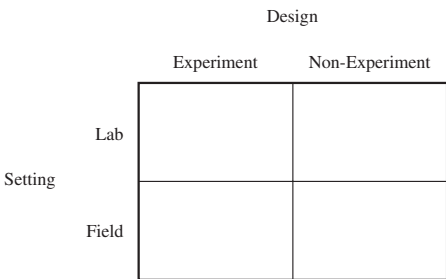 Design
Experiment Non-Experiment
Lab
Setting
Field